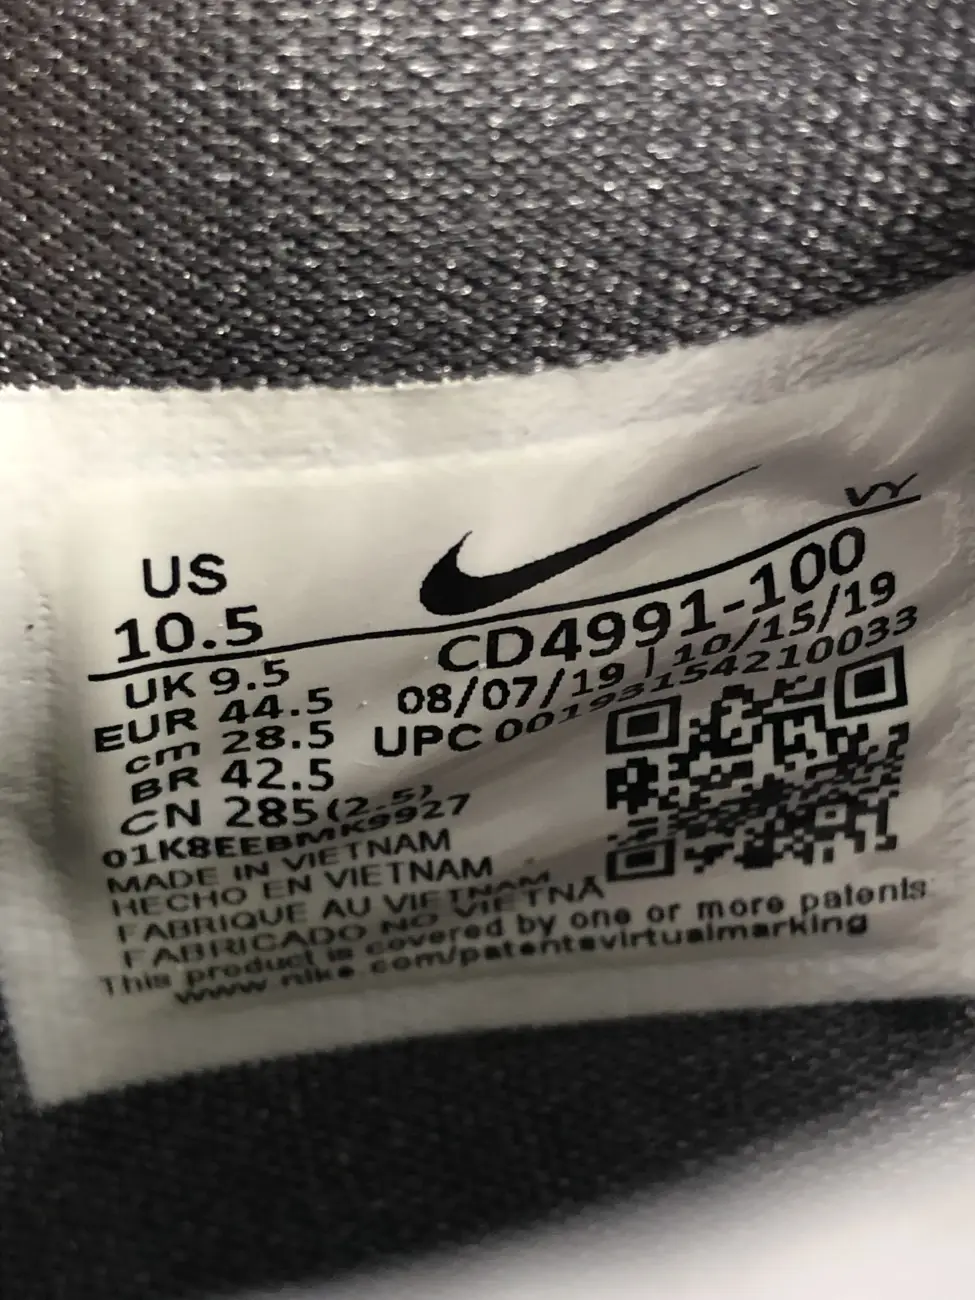 VY
US
10.5
CD4991-100
UK 9.5
08/07/19 | 10/15/19
EUR 44.5
UPC 00193154210033
cm 28.5
BR 42.5
CN 285(2.5)
01K8EEBMK9927
MADE IN VIETNAM
HECHO EN VIETNAM
FABRIQUE AU VIETNAM
FABRICADO NO VIETNÃ
This product is covered by one or more patents
www.nike.com/patentsvirtualmarking